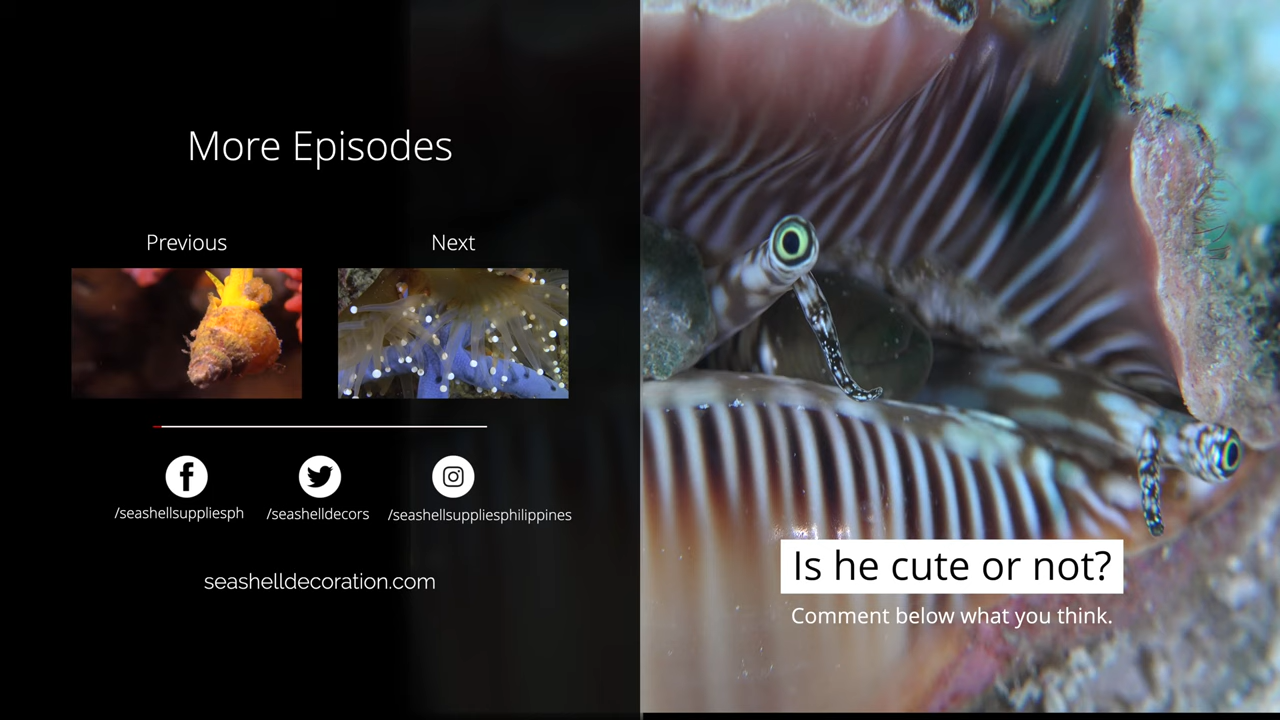 More Episodes
Previous
Next
/seashellsuppliesph
/seashelldecors
/seashellsuppliesphilippines
seashelldecoration.com
Is he cute or not?
Comment below what you think.